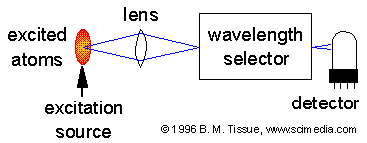 lens
excited
atoms
wavelength
selector
excitation
source
detector
© 1996 B. M. Tissue, www.scimedia.com